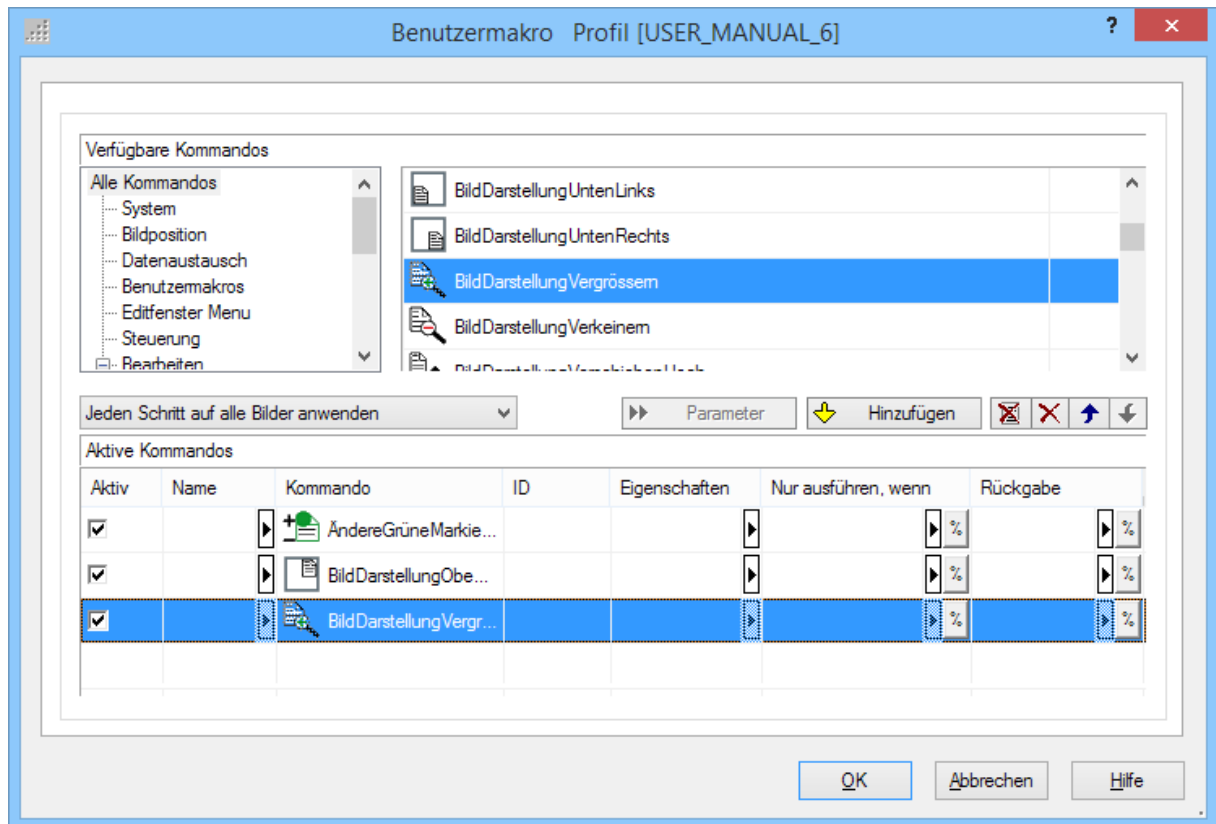 Benutzermakro Profil [USER_MANUAL_6]
?
Verfügbare Kommandos
Alle Kommandos
System
Bildposition
Datenaustausch
Benutzermakros
Editfenster Menu
Steuerung
Bearbeiten
BildDarstellungUntenLinks
BildDarstellungUntenRechts
BildDarstellungVergrössern
BildDarstellungVerkeinern
BildDarstellungVerschiebenHoch
Jeden Schritt auf alle Bilder anwenden
Parameter
Hinzufügen
Aktive Kommandos
Aktiv Name Kommando ID Eigenschaften Nur ausführen, wenn Rückgabe
ÄndereGrüneMarkie... % %
BildDarstellungObe... % %
BildDarstellungVergr... % %
OK Abbrechen Hilfe